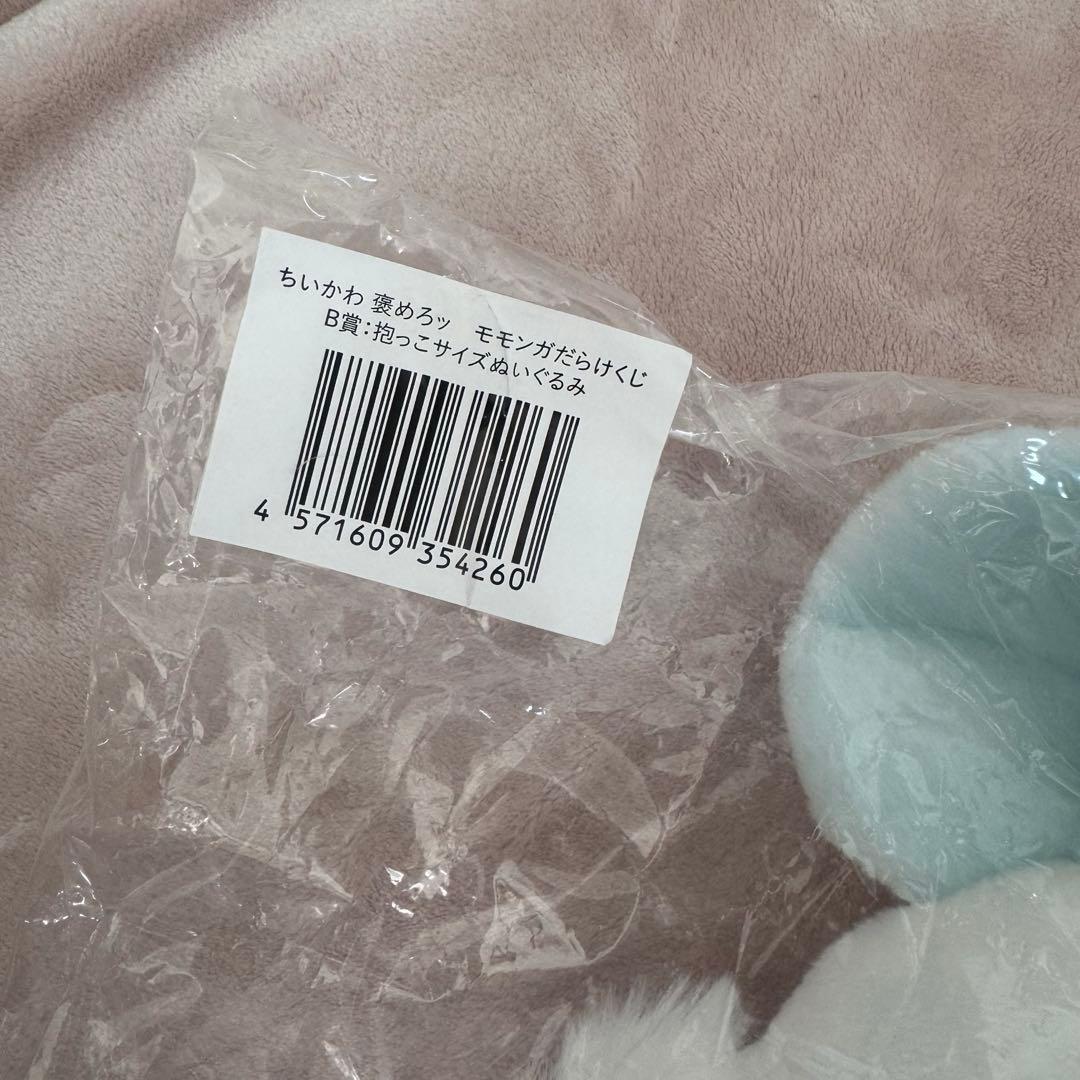 ちいかわ 褒めろッ　モモンガだらけくじ
B賞：抱っこサイズぬいぐるみ
4 571609 354260